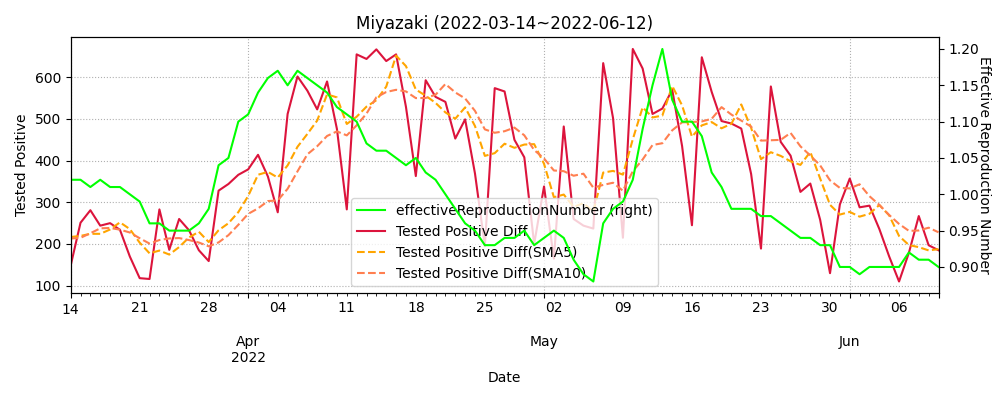 Miyazaki (2022-03-14~2022-06-12)
Tested Positive
600
500
400
300
200
100
1.20
1.15
1.10
1.05
1.00
0.95
0.90
Effective Reproduction Number
effectiveReproductionNumber (right)
Tested Positive Diff
Tested Positive Diff(SMA5)
Tested Positive Diff(SMA10)
14 21 28 04 11 18 25 02 09 16 23 30 06
Apr May Jun
2022
Date